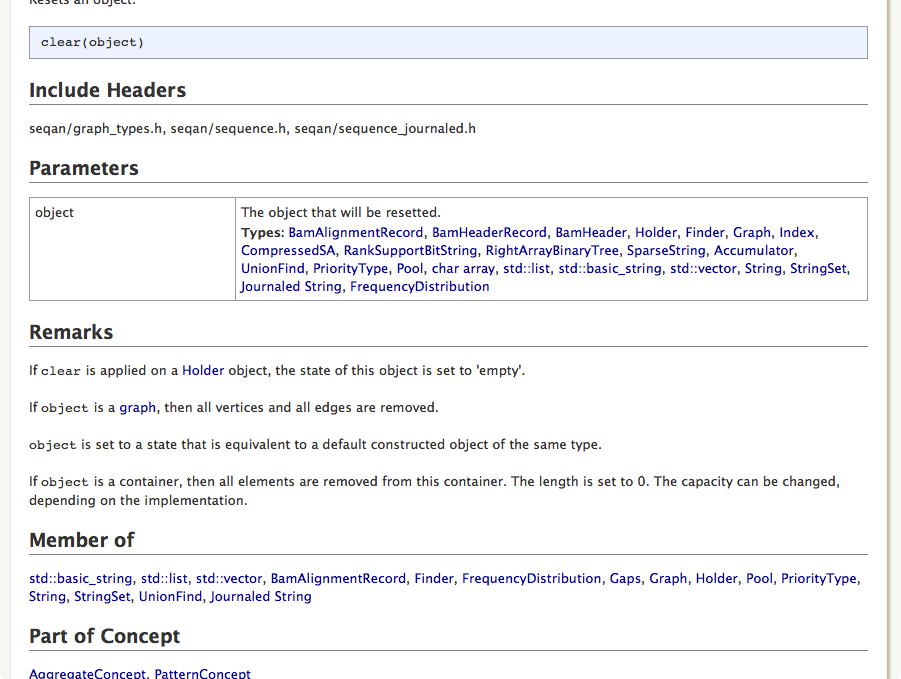 Resets an object.
clear(object)
Include Headers
seqan/graph_types.h, seqan/sequence.h, seqan/sequence_journaled.h
Parameters
object
The object that will be resetted.
Types: BamAlignmentRecord, BamHeaderRecord, BamHeader, Holder, Finder, Graph, Index,
CompressedSA, RankSupportBitString, RightArrayBinaryTree, SparseString, Accumulator,
UnionFind, PriorityType, Pool, char array, std::list, std::basic_string, std::vector, String, StringSet,
Journaled String, FrequencyDistribution
Remarks
If clear is applied on a Holder object, the state of this object is set to 'empty'.
If object is a graph, then all vertices and all edges are removed.
object is set to a state that is equivalent to a default constructed object of the same type.
If object is a container, then all elements are removed from this container. The length is set to 0. The capacity can be changed,
depending on the implementation.
Member of
std::basic_string, std::list, std::vector, BamAlignmentRecord, Finder, FrequencyDistribution, Gaps, Graph, Holder, Pool, PriorityType,
String, StringSet, UnionFind, Journaled String
Part of Concept
AggregateConcept, PatternConcept